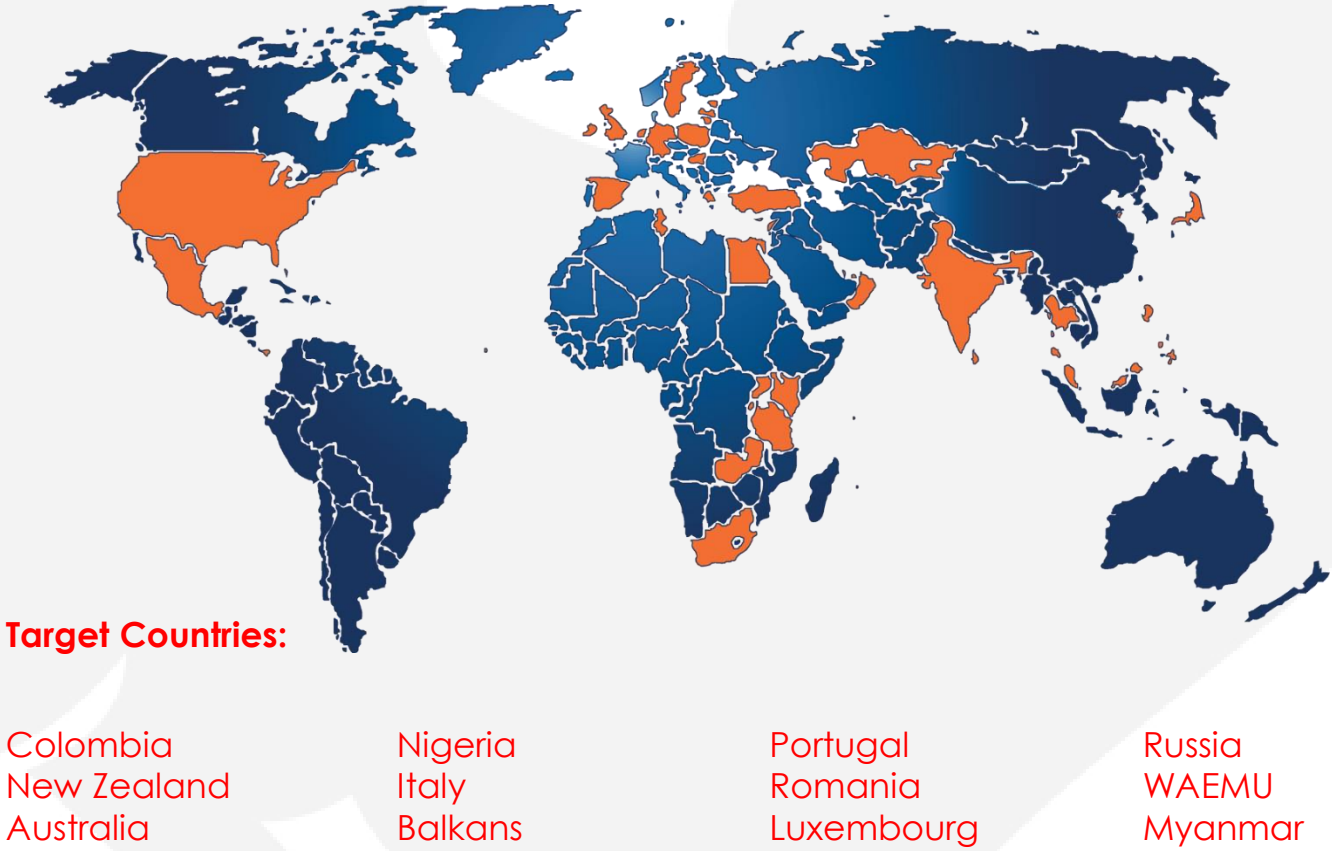 Target Countries:
Colombia
New Zealand
Australia
Nigeria
Italy
Balkans
Portugal
Romania
Luxembourg
Russia
WAEMU
Myanmar